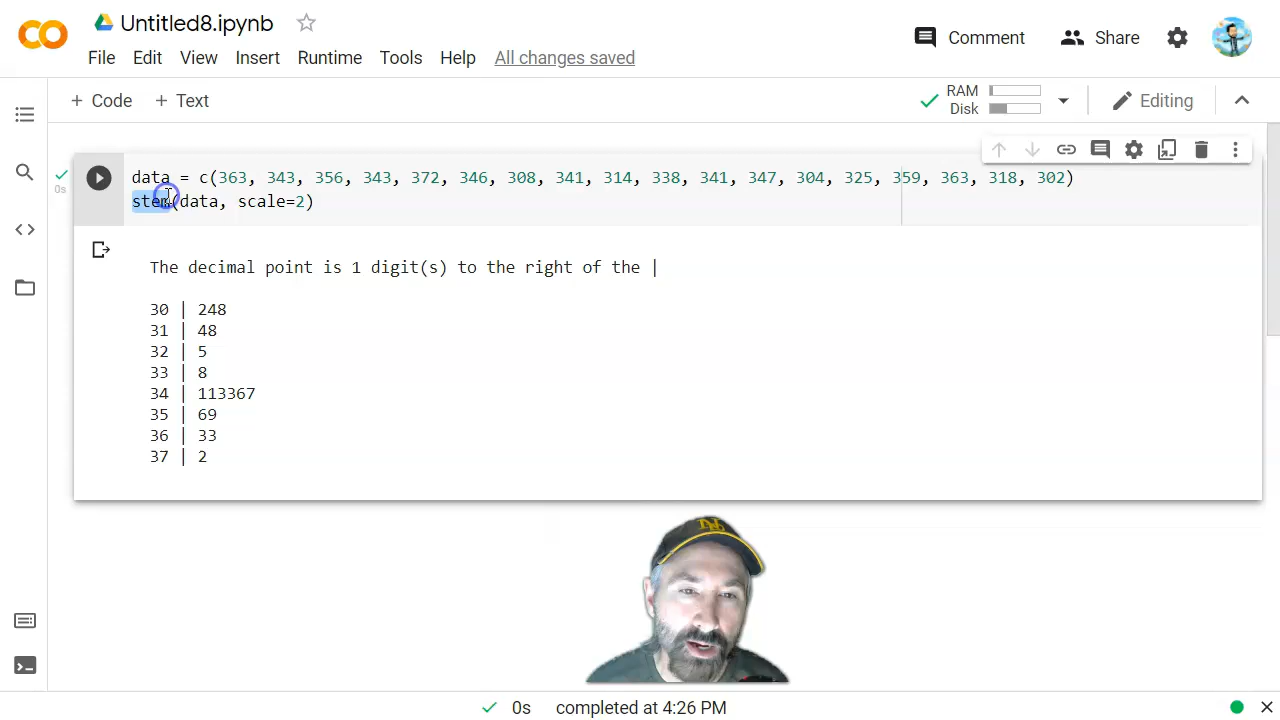 Untitled8.ipynb
File Edit View Insert Runtime Tools Help All changes saved
Comment Share
+ Code + Text
RAM
Disk
Editing
0s
data = c(363, 343, 356, 343, 372, 346, 308, 341, 314, 338, 341, 347, 304, 325, 359, 363, 318, 302)
stem(data, scale=2)
The decimal point is 1 digit(s) to the right of the |
30 | 248
31 | 48
32 | 5
33 | 8
34 | 113367
35 | 69
36 | 33
37 | 2
0s completed at 4:26 PM